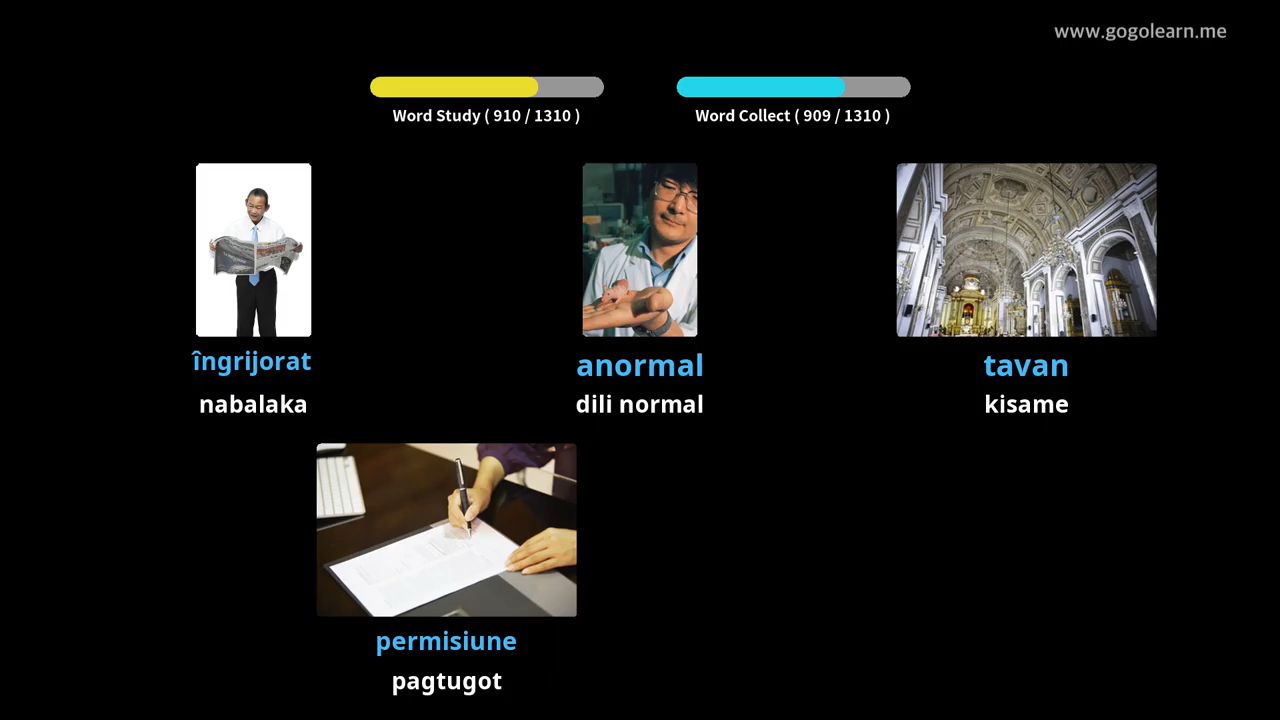 www.gogolearn.me
Word Study ( 910 / 1310 )
Word Collect ( 909 / 1310 )
îngrijorat
nabalaka
anormal
dili normal
tavan
kisame
permisiune
pagtugot